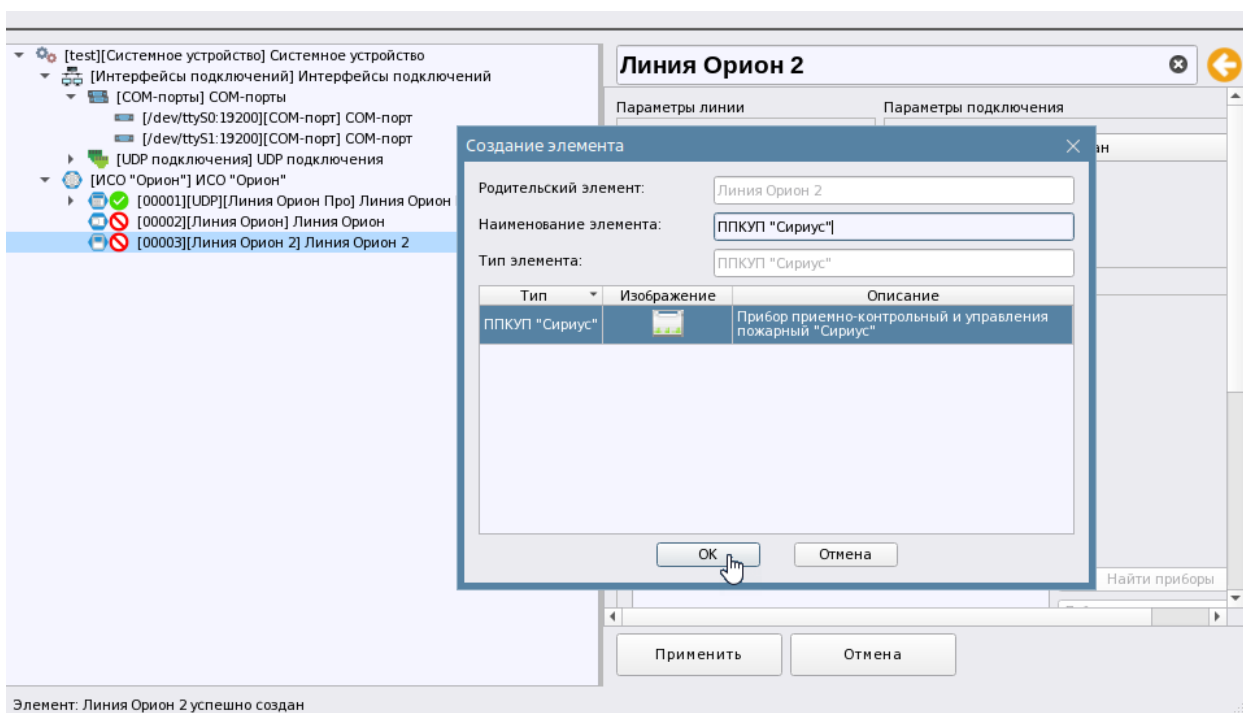 [test][Системное устройство] Системное устройство
[Интерфейсы подключений] Интерфейсы подключений
[COM-порты] COM-порты
[/dev/ttyS0:19200][COM-порт] COM-порт
[/dev/ttyS1:19200][COM-порт] COM-порт
[UDP подключения] UDP подключения
[ИСО "Орион"] ИСО "Орион"
[00001][UDP][Линия Орион Про] Линия Орион
[00002][Линия Орион] Линия Орион
[00003][Линия Орион 2] Линия Орион 2
Линия Орион 2
Параметры линии
Параметры подключения
Создание элемента
Родительский элемент:
Линия Орион 2
Наименование элемента:
ППКУП "Сириус"
Тип элемента:
ППКУП "Сириус"
Тип
Изображение
Описание
ППКУП "Сириус"
Прибор приемно-контрольный и управления
пожарный "Сириус"
OK
Отмена
Найти приборы
Применить
Отмена
Элемент: Линия Орион 2 успешно создан